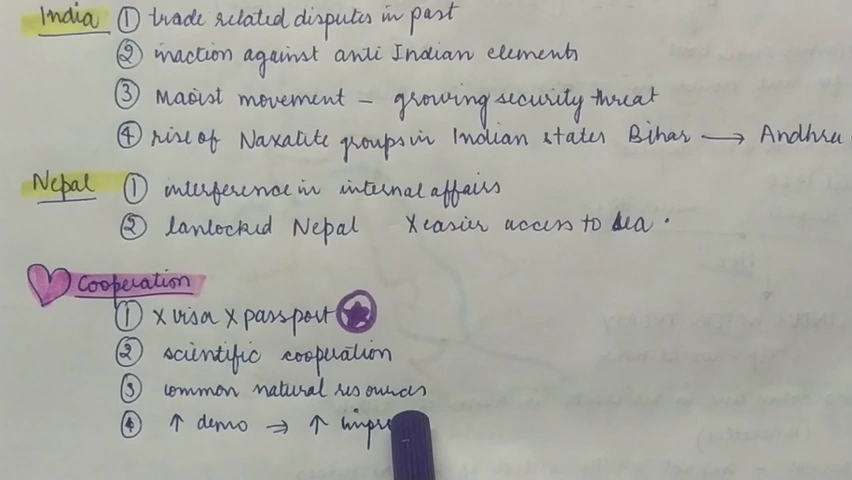 India ① trade related disputes in past
② inaction against anti Indian elements
③ Maoist movement – growing security threat
④ rise of Naxalite groups in Indian states Bihar → Andhra
Nepal ① interference in internal affairs
② lanlocked Nepal X easier access to sea.
Cooperation
① X visa X passport
② scientific cooperation
③ common natural resources
④ ↑ demo → ↑